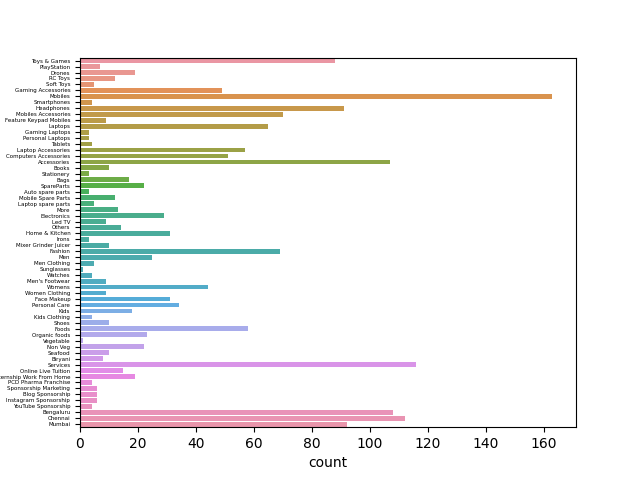 Toys & Games
PlayStation
Drones
RC Toys
Soft Toys
Gaming Accessories
Mobiles
Smartphones
Headphones
Mobiles Accessories
Feature Keypad Mobiles
Laptops
Gaming Laptops
Personal Laptops
Tablets
Laptop Accessories
Computers Accessories
Accessories
Books
Stationery
Bags
SpareParts
Auto spare parts
Mobile Spare Parts
Laptop spare parts
More
Electronics
Led TV
Others
Home & Kitchen
Irons
Mixer Grinder Juicer
Fashion
Men
Men Clothing
Sunglasses
Watches
Men's Footwear
Womens
Women Clothing
Face Makeup
Personal Care
Kids
Kids Clothing
Shoes
Foods
Organic foods
Vegetable
Non Veg
Seafood
Biryani
Services
Online Live Tuition
ternship Work From Home
PCD Pharma Franchise
Sponsorship Marketing
Blog Sponsorship
Instagram Sponsorship
YouTube Sponsorship
Bengaluru
Chennai
Mumbai
0 20 40 60 80 100 120 140 160
count